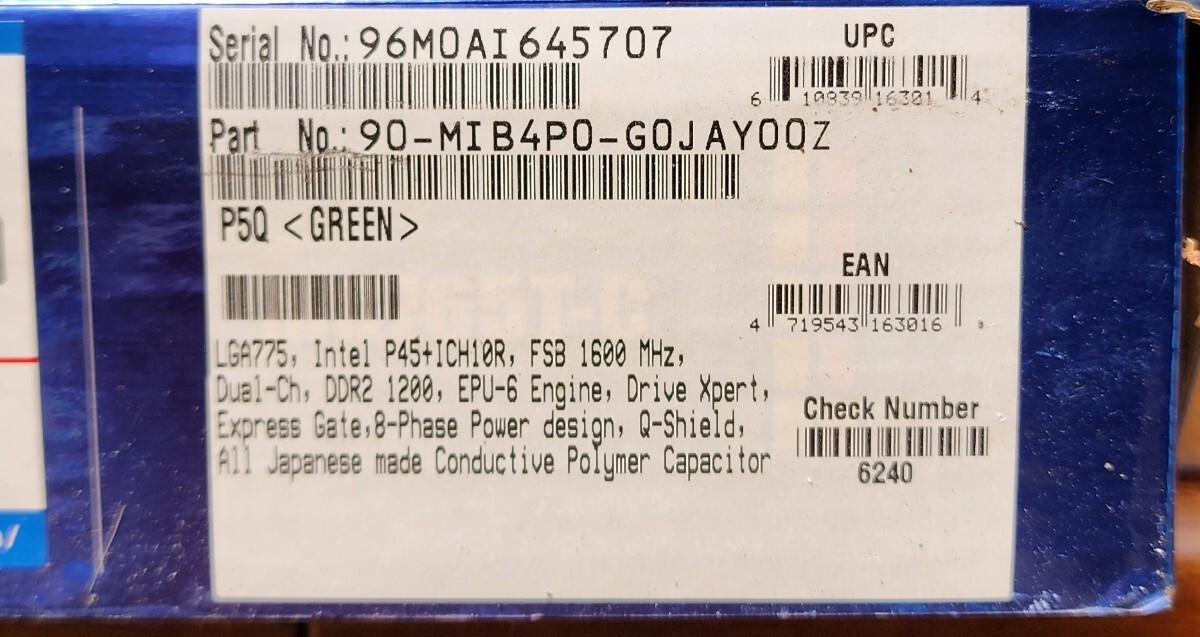 Serial No.: 96M0AI645707
UPC
6 10839 16301 4
Part No.: 90-MIB4P0-G0JAY0QZ
P5Q <GREEN>
EAN
4 719543 163016
LGA775, Intel P45+ICH10R, FSB 1600 MHz,
Dual-Ch, DDR2 1200, EPU-6 Engine, Drive Xpert,
Express Gate,8-Phase Power design, Q-Shield,
All Japanese made Conductive Polymer Capacitor
Check Number
6240